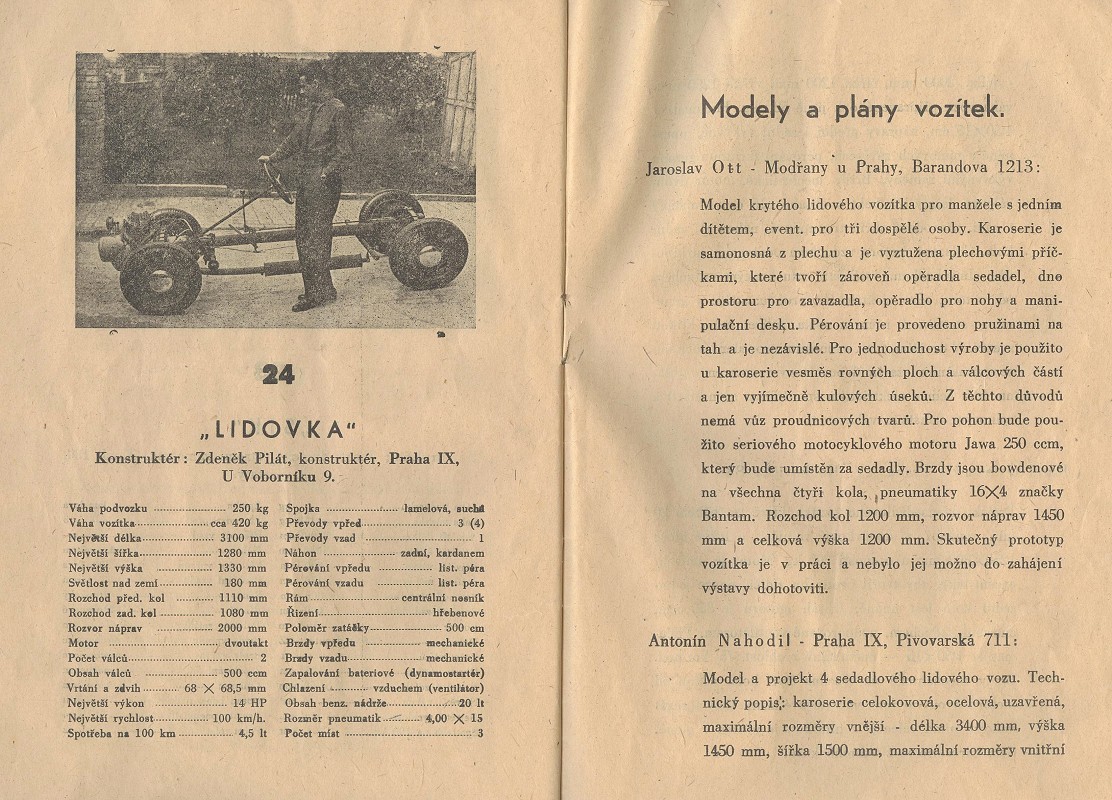 24
„LIDOVKA“
Konstruktér: Zdeněk Pilát, konstruktér, Praha IX,
U Voborníku 9.
Váha podvozku 250 kg
Váha vozítka cca 420 kg
Největší délka 3100 mm
Největší šířka 1280 mm
Největší výška 1330 mm
Světlost nad zemí 180 mm
Rozchod před. kol 1110 mm
Rozchod zad. kol 1080 mm
Rozvor náprav 2000 mm
Motor dvoutakt
Počet válců 2
Obsah válců 500 ccm
Vrtání a zdvih 68 × 68,5 mm
Největší výkon 14 HP
Největší rychlost 100 km/h.
Spotřeba na 100 km 4,5 lt
Spojka lamelová, suchá
Převody vpřed 3 (4)
Převody vzad 1
Náhon zadní, kardanem
Pérování vpředu list. péra
Pérování vzadu list. péra
Rám centrální nosník
Řízení hřebenové
Poloměr zatáčky 500 cm
Brzdy vpředu mechanické
Brzdy vzadu mechanické
Zapalování bateriové (dynamostartér)
Chlazení vzduchem (ventilátor)
Obsah benz. nádrže 20 lt
Rozměr pneumatik 4,00 × 15
Počet míst 3
Modely a plány vozítek.
Jaroslav Ott - Modřany u Prahy, Barandova 1213:
Model krytého lidového vozítka pro manžele s jedním
dítětem, event. pro tři dospělé osoby. Karoserie je
samonosná z plechu a je vyztužena plechovými příč-
kami, které tvoří zároveň opěradla sedadel, dno
prostoru pro zavazadla, opěradlo pro nohy a mani-
pulační desku. Pérování je provedeno pružinami na
tah a je nezávislé. Pro jednoduchost výroby je použito
u karoserie vesměs rovných ploch a válcových částí
a jen vyjímečně kulových úseků. Z těchto důvodů
nemá vůz proudnicových tvarů. Pro pohon bude pou-
žito seriového motocyklového motoru Jawa 250 ccm,
který bude umístěn za sedadly. Brzdy jsou bowdenové
na všechna čtyři kola, pneumatiky 16×4 značky
Bantam. Rozchod kol 1200 mm, rozvor náprav 1450
mm a celková výška 1200 mm. Skutečný prototyp
vozítka je v práci a nebylo jej možno do zahájení
výstavy dohotoviti.
Antonín Nahodil - Praha IX, Pivovarská 711:
Model a projekt 4 sedadlového lidového vozu. Tech-
nický popis: karoserie celokovová, ocelová, uzavřená,
maximální rozměry vnější - délka 3400 mm, výška
1450 mm, šířka 1500 mm, maximální rozměry vnitřní